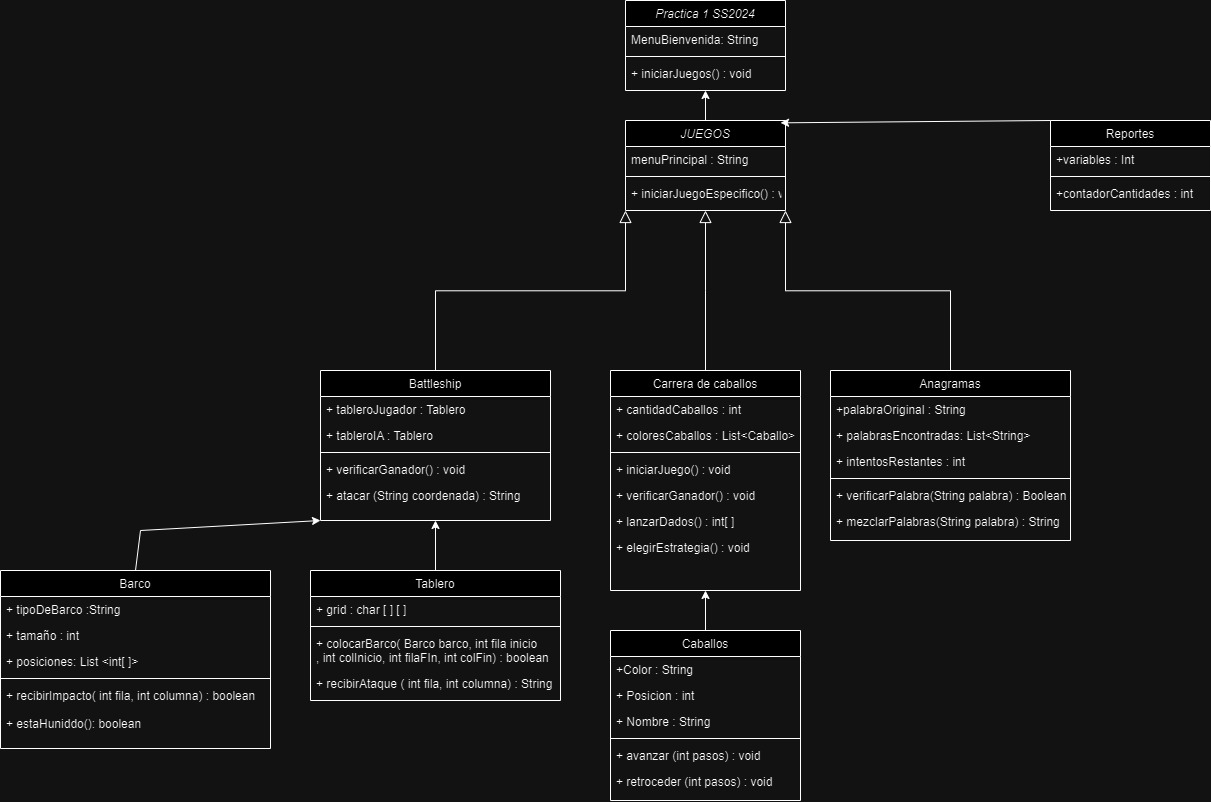 Practica 1 SS2024
MenuBienvenida: String
+ iniciarJuegos() : void
JUEGOS
menuPrincipal : String
+ iniciarJuegoEspecifico() : v
Reportes
+variables : Int
+contadorCantidades : int
Battleship
+ tableroJugador : Tablero
+ tableroIA : Tablero
+ verificarGanador() : void
+ atacar (String coordenada) : String
Carrera de caballos
+ cantidadCaballos : int
+ coloresCaballos : List<Caballo>
+ iniciarJuego() : void
+ verificarGanador() : void
+ lanzarDados() : int[ ]
+ elegirEstrategia() : void
Anagramas
+palabraOriginal : String
+ palabrasEncontradas: List<String>
+ intentosRestantes : int
+ verificarPalabra(String palabra) : Boolean
+ mezclarPalabras(String palabra) : String
Barco
+ tipoDeBarco :String
+ tamaño : int
+ posiciones: List <int[ ]>
+ recibirImpacto( int fila, int columna) : boolean
+ estaHuniddo(): boolean
Tablero
+ grid : char [ ] [ ]
+ colocarBarco( Barco barco, int fila inicio
, int colInicio, int filaFIn, int colFin) : boolean
+ recibirAtaque ( int fila, int columna) : String
Caballos
+Color : String
+ Posicion : int
+ Nombre : String
+ avanzar (int pasos) : void
+ retroceder (int pasos) : void